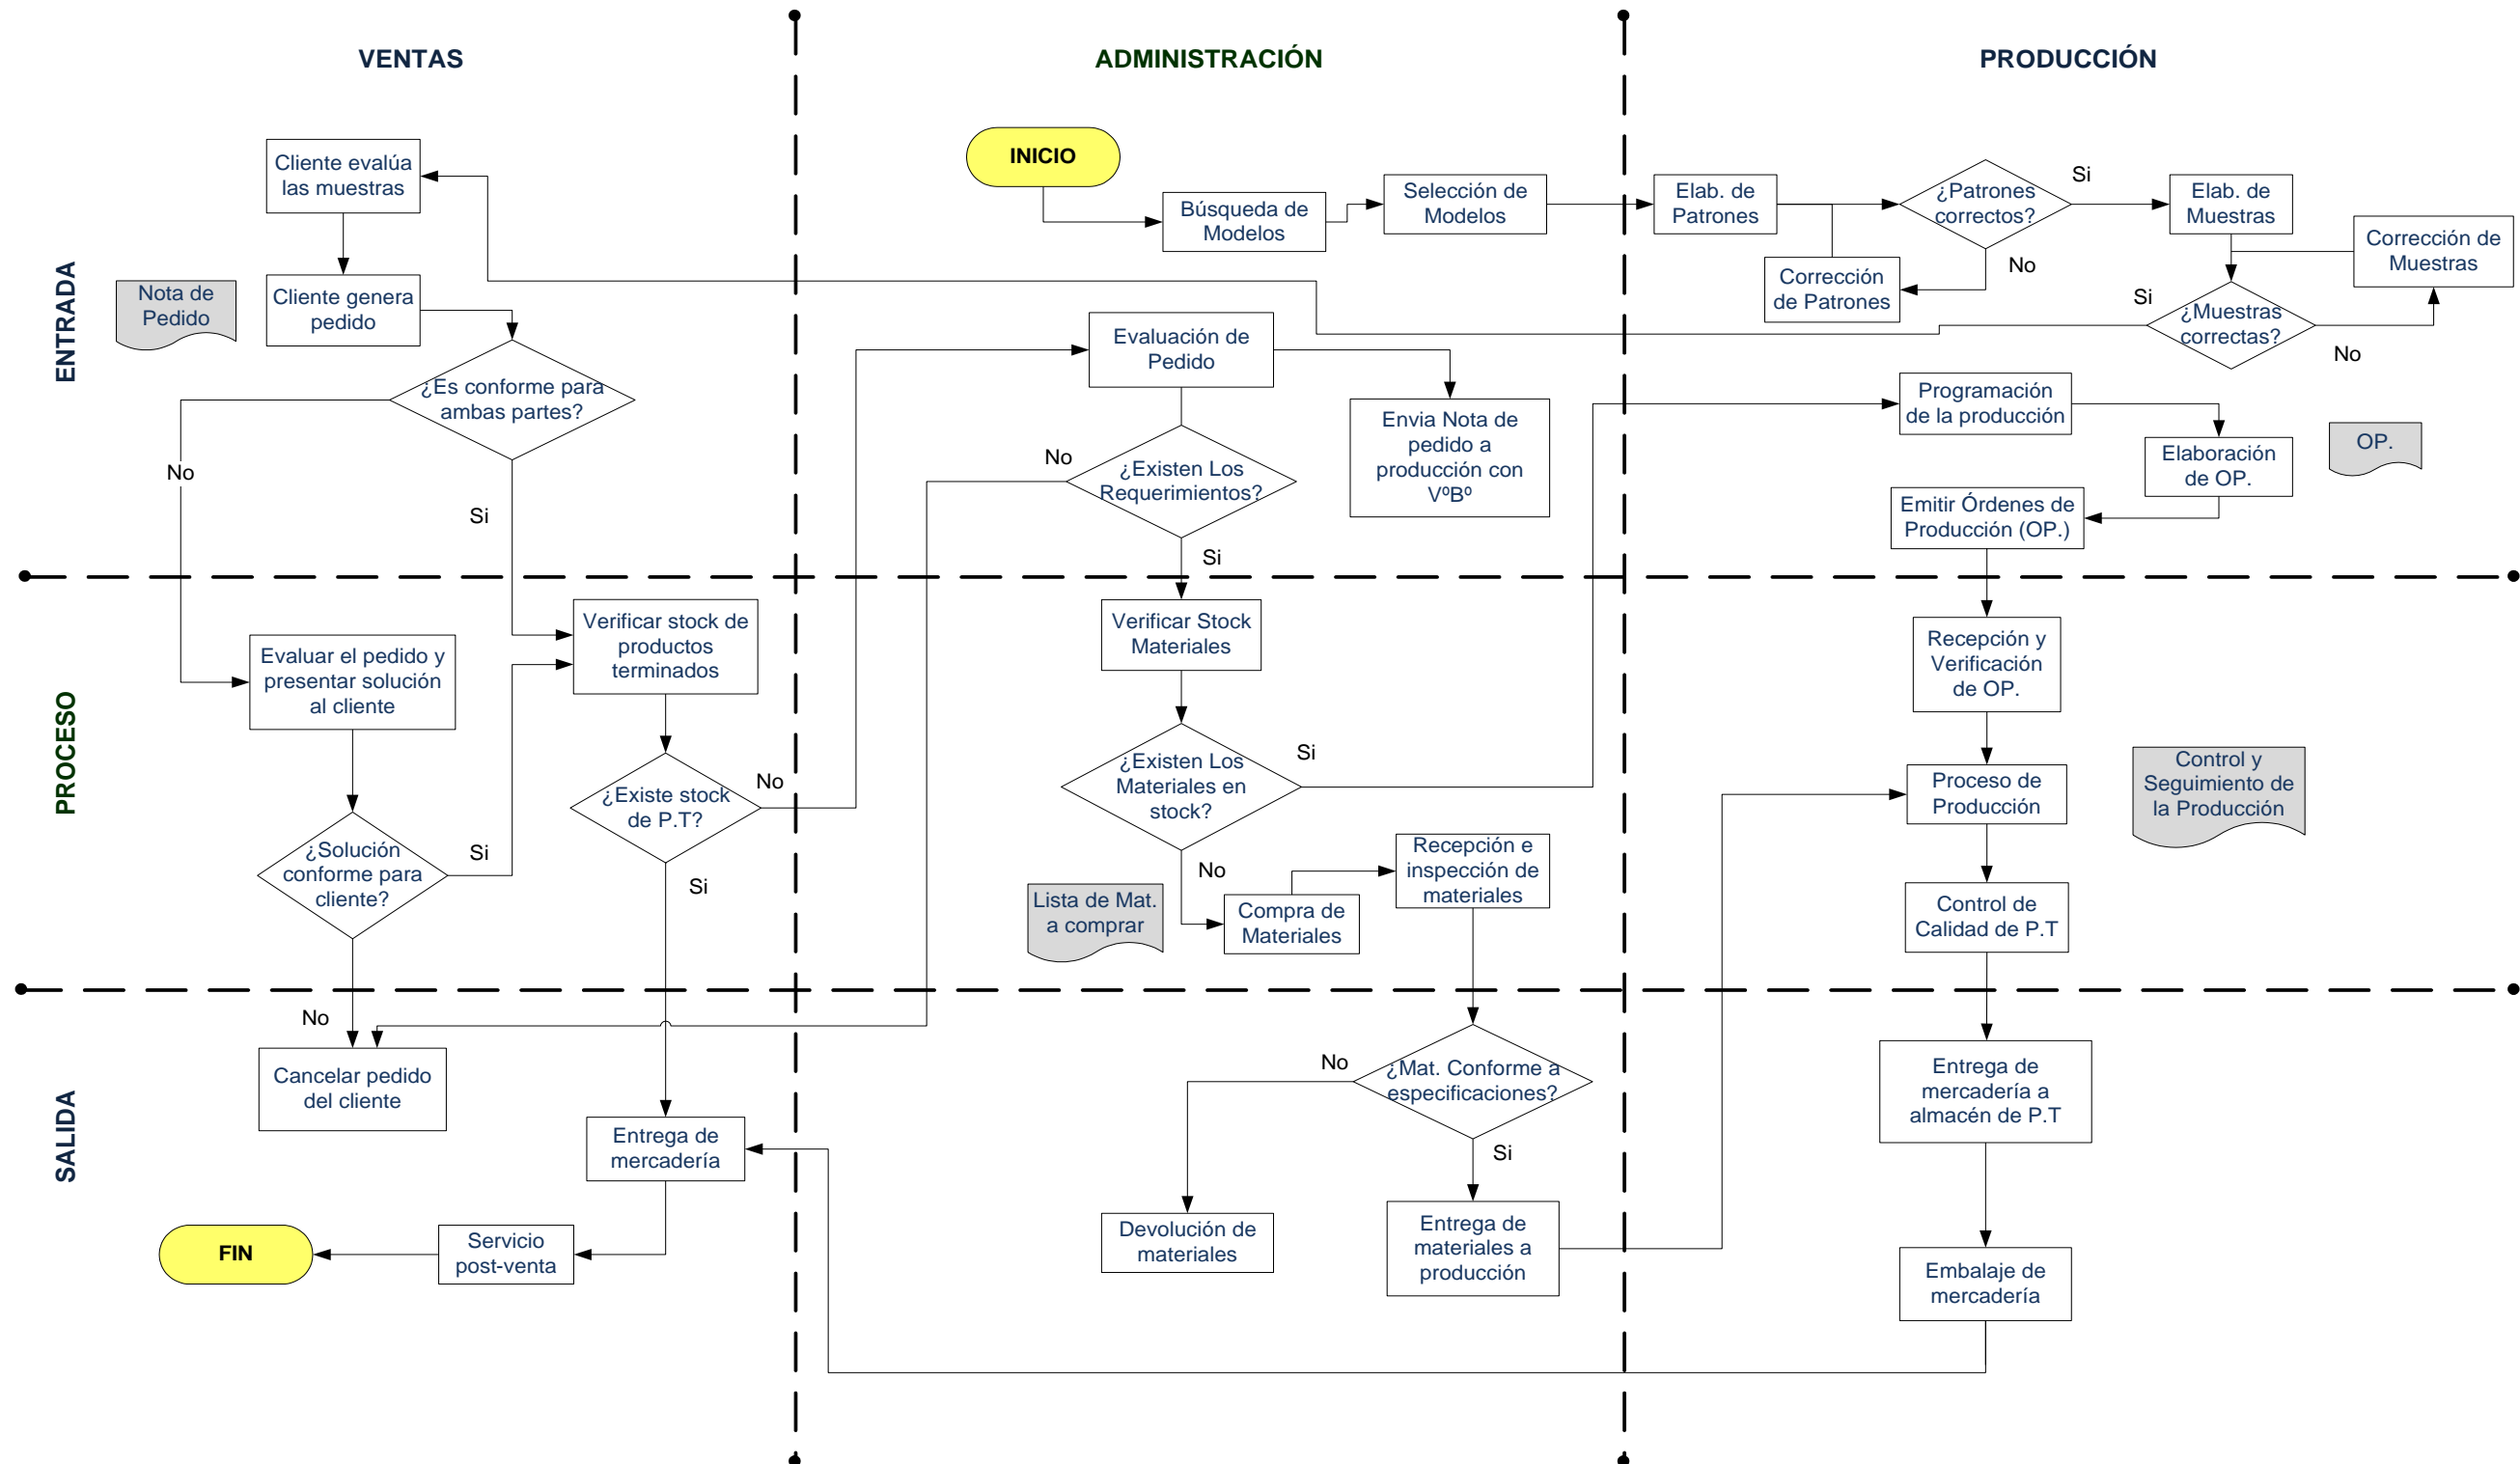 VENTAS
ADMINISTRACIÓN
PRODUCCIÓN
ENTRADA
Cliente evalúa
las muestras
Nota de
Pedido
Cliente genera
pedido
¿Es conforme para
ambas partes?
No
Si
INICIO
Búsqueda de
Modelos
Selección de
Modelos
Evaluación de
Pedido
Envia Nota de
pedido a
producción con
VºBº
No
¿Existen Los
Requerimientos?
Si
Elab. de
Patrones
¿Patrones
correctos?
Si
No
Corrección
de Patrones
Elab. de
Muestras
Corrección de
Muestras
Si
¿Muestras
correctas?
No
Programación
de la producción
Elaboración
de OP.
OP.
Emitir Órdenes de
Producción (OP.)
PROCESO
Evaluar el pedido y
presentar solución
al cliente
Verificar stock de
productos
terminados
¿Solución
conforme para
cliente?
Si
¿Existe stock
de P.T?
No
Si
Verificar Stock
Materiales
¿Existen Los
Materiales en
stock?
Si
No
Lista de Mat.
a comprar
Compra de
Materiales
Recepción e
inspección de
materiales
Recepción y
Verificación
de OP.
Proceso de
Producción
Control y
Seguimiento de
la Producción
Control de
Calidad de P.T
SALIDA
No
Cancelar pedido
del cliente
Entrega de
mercadería
Servicio
post-venta
FIN
No
¿Mat. Conforme a
especificaciones?
Si
Devolución de
materiales
Entrega de
materiales a
producción
Entrega de
mercadería a
almacén de P.T
Embalaje de
mercadería